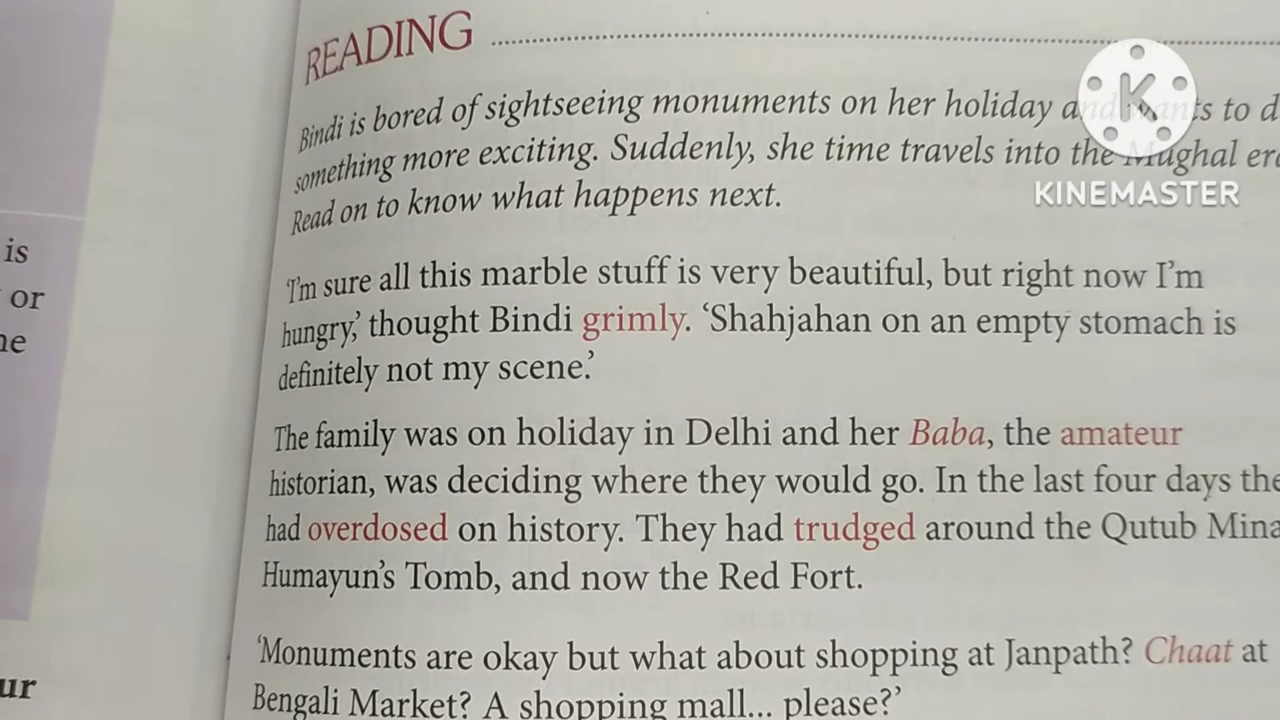 READING
Bindi is bored of sightseeing monuments on her holiday and wants to d
something more exciting. Suddenly, she time travels into the Mughal era
Read on to know what happens next.
'I'm sure all this marble stuff is very beautiful, but right now I'm
hungry,' thought Bindi grimly. 'Shahjahan on an empty stomach is
definitely not my scene.'
The family was on holiday in Delhi and her Baba, the amateur
historian, was deciding where they would go. In the last four days the
had overdosed on history. They had trudged around the Qutub Mina
Humayun's Tomb, and now the Red Fort.
'Monuments are okay but what about shopping at Janpath? Chaat at
Bengali Market? A shopping mall... please?'
is
or
ne
ur
K
KINEMASTER